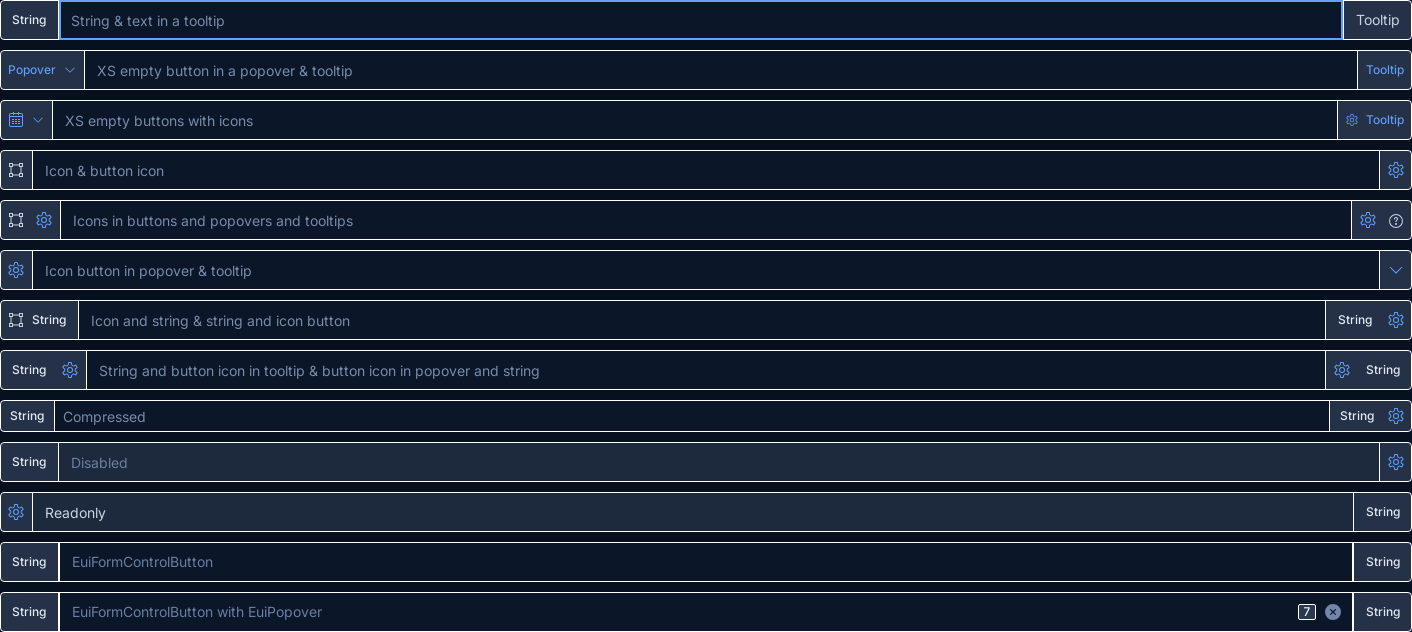 String String & text in a tooltip Tooltip
Popover XS empty button in a popover & tooltip Tooltip
XS empty buttons with icons Tooltip
Icon & button icon
Icons in buttons and popovers and tooltips
Icon button in popover & tooltip
String Icon and string & string and icon button String
String String and button icon in tooltip & button icon in popover and string String
String Compressed String
String Disabled
Readonly String
String EuiFormControlButton String
String EuiFormControlButton with EuiPopover 7 String